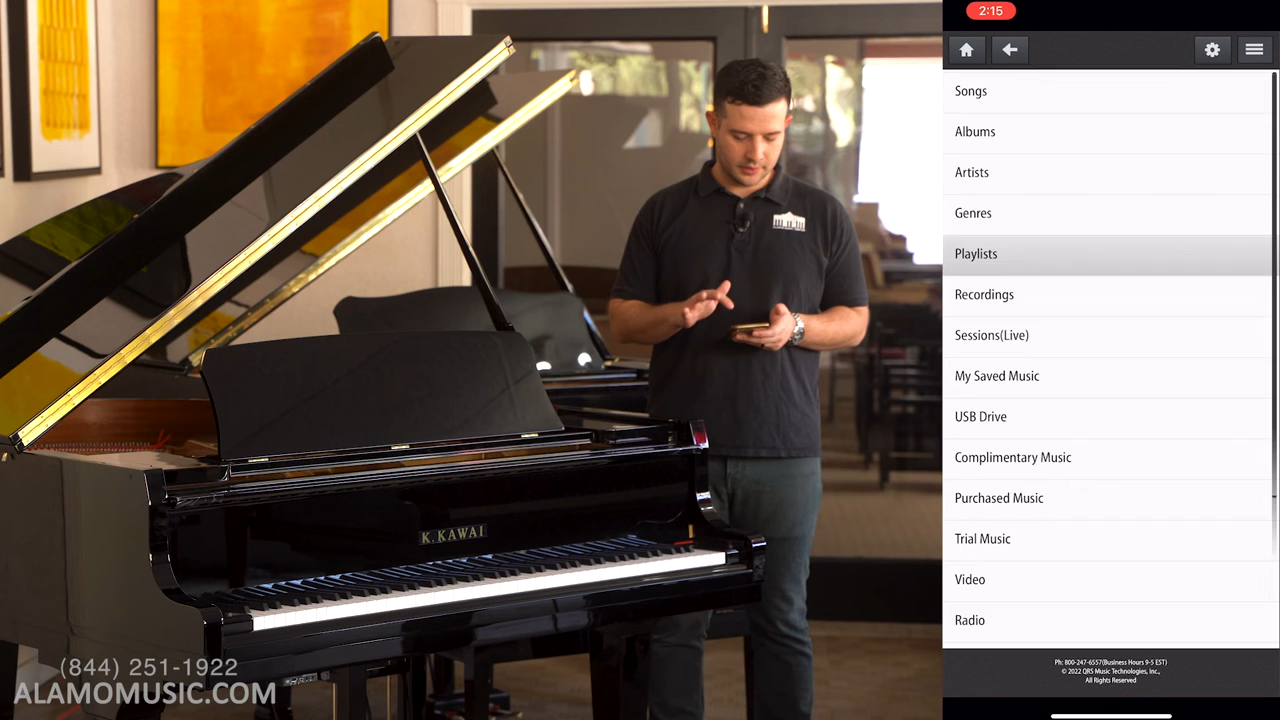 2:15
Songs
Albums
Artists
Genres
Playlists
Recordings
Sessions(Live)
My Saved Music
USB Drive
Complimentary Music
Purchased Music
Trial Music
Video
Radio
Ph: 800-247-6557(Business Hours 9-5 EST)
© 2022 QRS Music Technologies, Inc.,
All Rights Reserved
K.KAWAI
(844) 251-1922
ALAMOMUSIC.COM